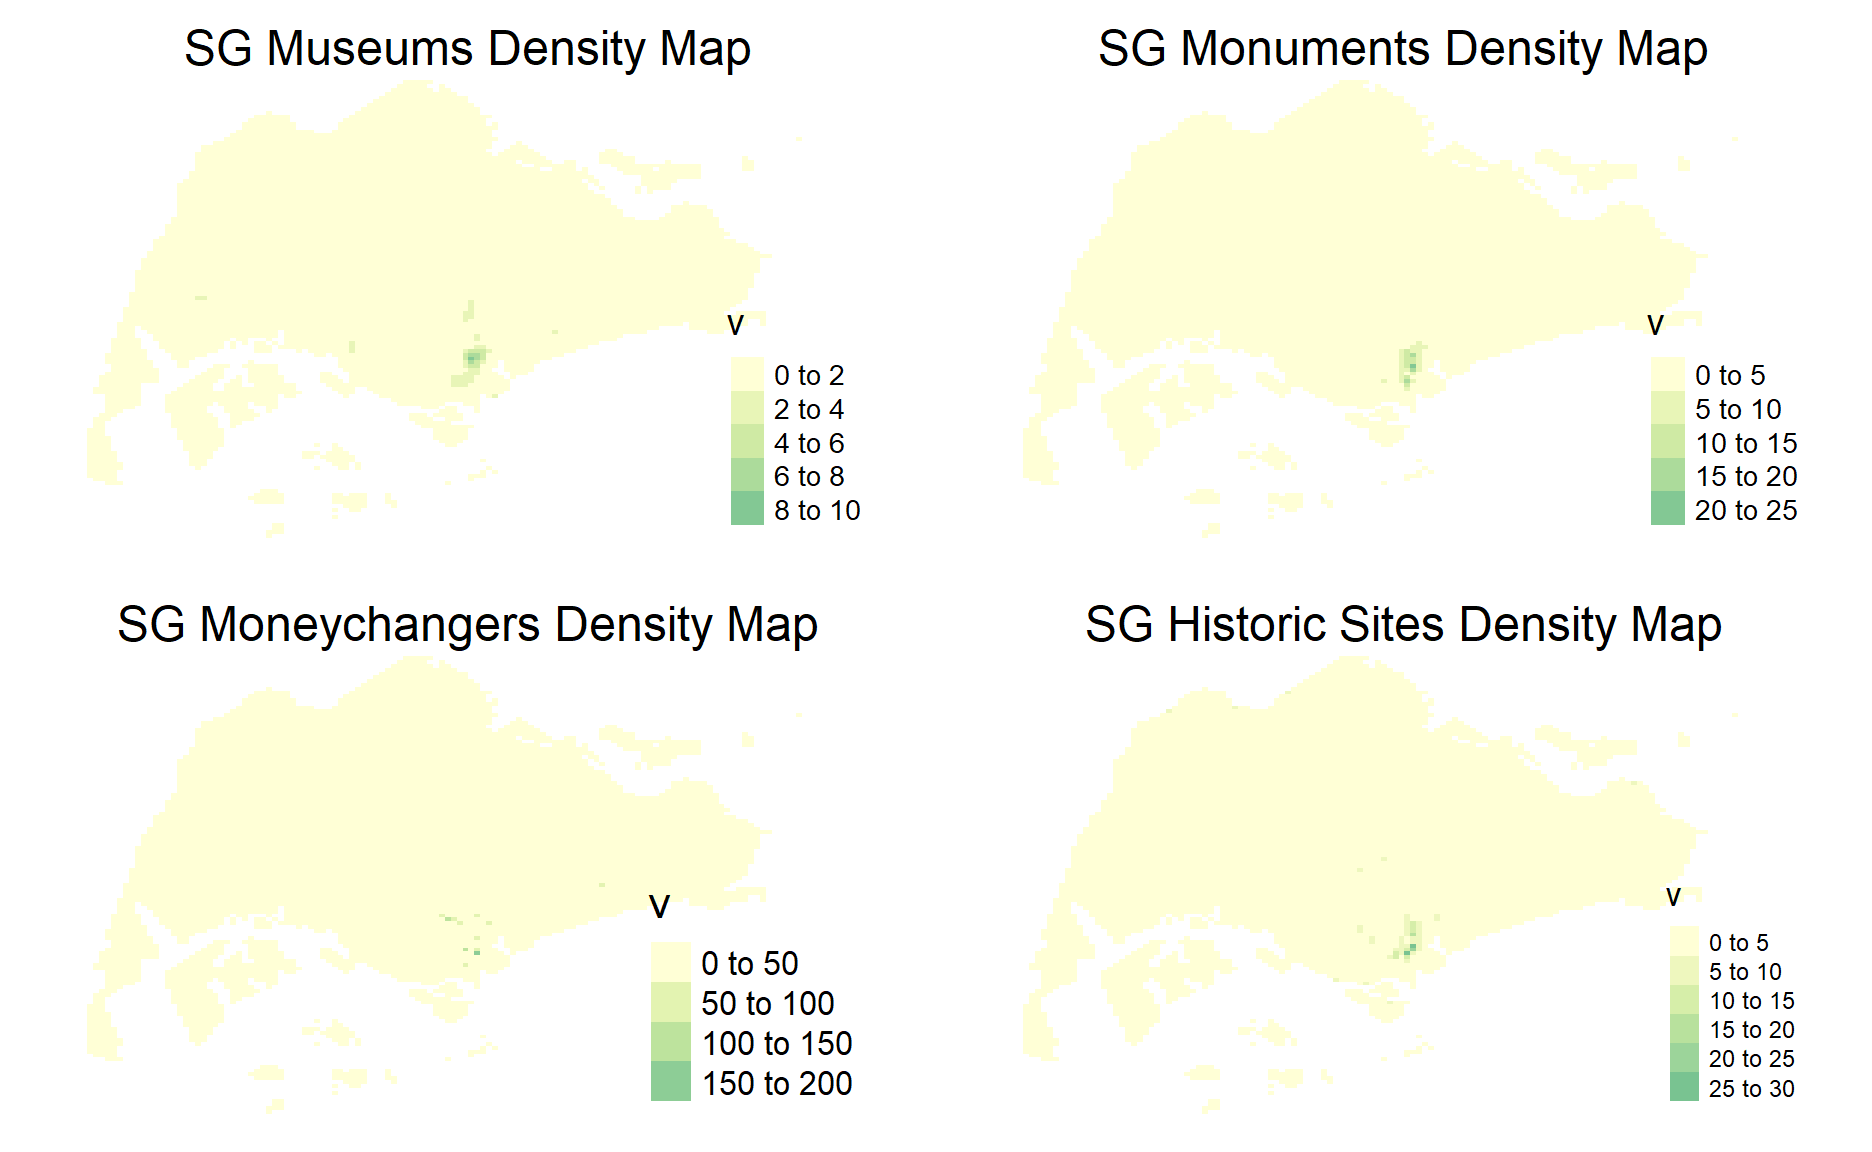 SG Museums Density Map
v
0 to 2
2 to 4
4 to 6
6 to 8
8 to 10
SG Monuments Density Map
v
0 to 5
5 to 10
10 to 15
15 to 20
20 to 25
SG Moneychangers Density Map
v
0 to 50
50 to 100
100 to 150
150 to 200
SG Historic Sites Density Map
v
0 to 5
5 to 10
10 to 15
15 to 20
20 to 25
25 to 30